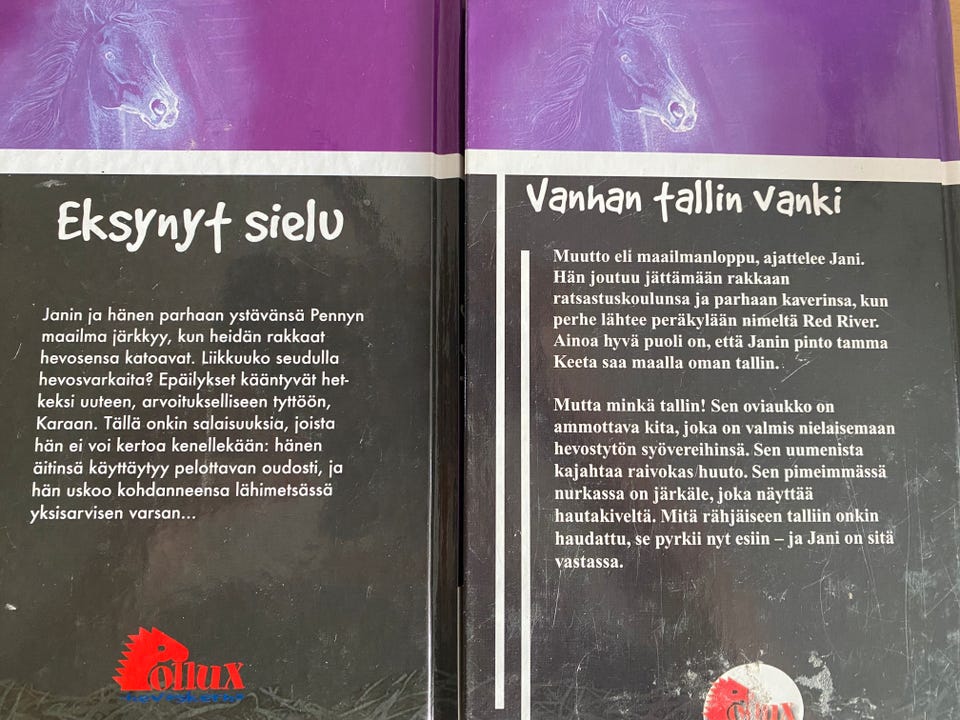 Eksynyt sielu
Janin ja hänen parhaan ystävänsä Pennyn
maailma järkkyy, kun heidän rakkaat
hevosensa katoavat. Liikkuuko seudulla
hevosvarkaita? Epäilykset kääntyvät het-
keksi uuteen, arvoitukselliseen tyttöön,
Karaan. Tällä onkin salaisuuksia, joista
hän ei voi kertoa kenellekään: hänen
äitinsä käyttäytyy pelottavan oudosti, ja
hän uskoo kohdanneensa lähimetsässä
yksisarvisen varsan...
Pollux
hevoskerho
Vanhan tallin vanki
Muutto eli maailmanloppu, ajattelee Jani.
Hän joutuu jättämään rakkaan
ratsastuskoulunsa ja parhaan kaverinsa, kun
perhe lähtee peräkylään nimeltä Red River.
Ainoa hyvä puoli on, että Janin pinto tamma
Keeta saa maalla oman tallin.
Mutta minkä tallin! Sen oviaukko on
ammottava kita, joka on valmis nielaisemaan
hevostytön syövereihinsä. Sen uumenista
kajahtaa raivokas huuto. Sen pimeimmässä
nurkassa on järkäle, joka näyttää
hautakiveltä. Mitä rähjäiseen talliin onkin
haudattu, se pyrkii nyt esiin – ja Jani on sitä
vastassa.
Pollux